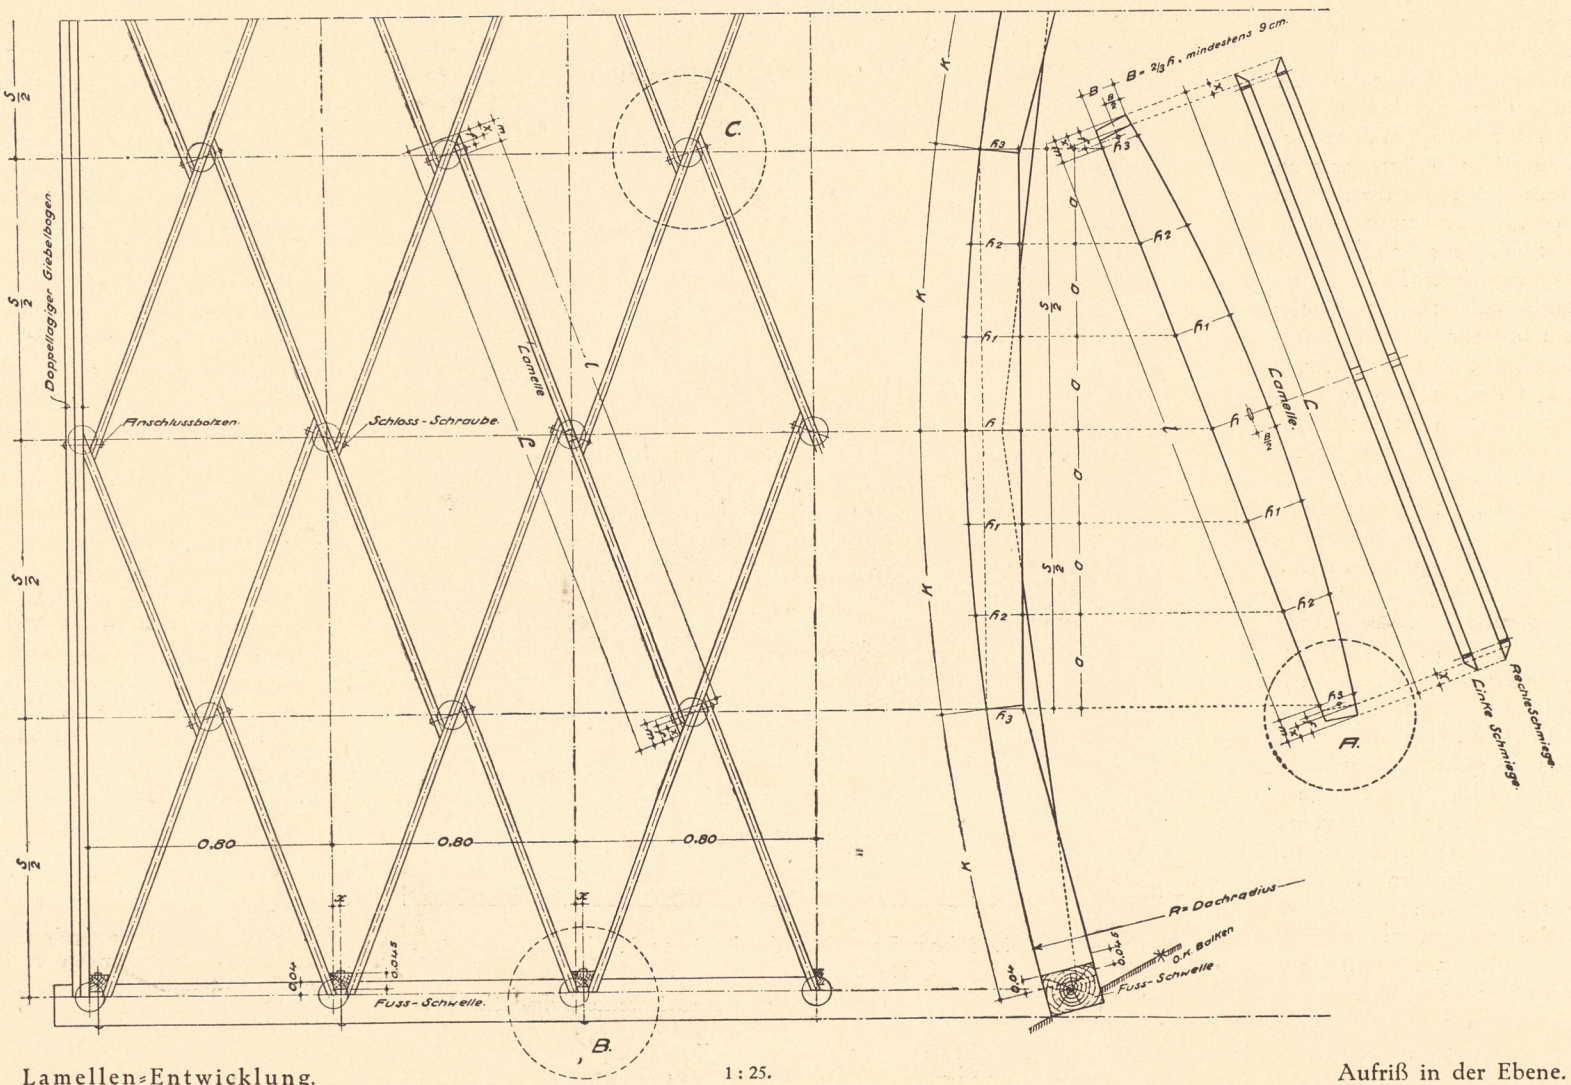 B = 2/3 h, mindestens 9 cm.
C.
Doppellagiger Giebelbogen.
Anschlussbolzen.
Schloss-Schraube.
Lamelle
L
l
Lamelle.
L
l
S/2
S/2
S/2
S/2
S/2
S/2
K
K
K
K
h3
h2
h1
h
h1
h2
h3
h3
h2
h1
h
h1
h2
h3
B
B/2
0.80
0.80
0.80
0.04
0.045
Fuss-Schwelle.
B.
A.
Linke Schmiege.
Rechte Schmiege.
R = Dachradius
0.045
O.K. Balken
0.04
Fuss-Schwelle
Lamellen=Entwicklung.
1:25.
Aufriß in der Ebene.